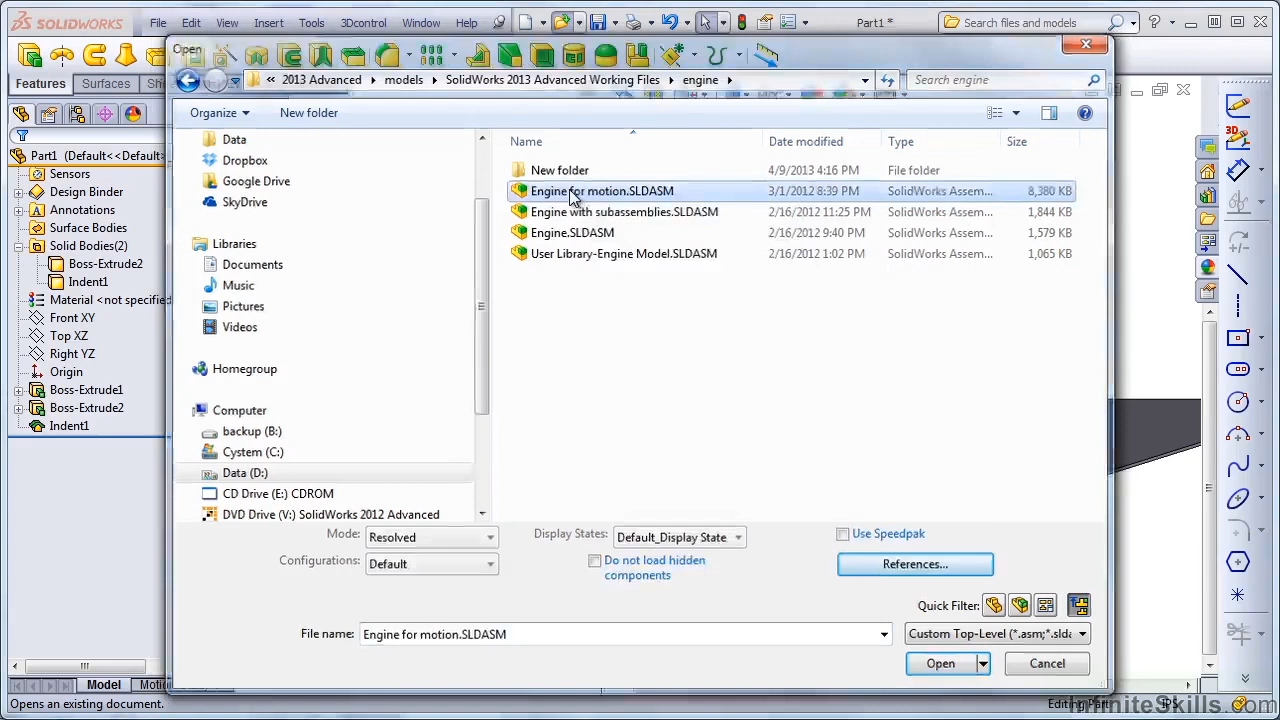 SOLIDWORKS File Edit View Insert Tools 3Dcontrol Window Help Part1 * Search files and models
Open
« 2013 Advanced models SolidWorks 2013 Advanced Working Files engine Search engine
Features Surfaces
Organize New folder
Name Date modified Type Size
Part1 (Default<<Default>
Sensors
Design Binder
Annotations
Surface Bodies
Solid Bodies(2)
Boss-Extrude2
Indent1
Material <not specified
Front XY
Top XZ
Right YZ
Origin
Boss-Extrude1
Boss-Extrude2
Indent1
Data
Dropbox
Google Drive
SkyDrive
Libraries
Documents
Music
Pictures
Videos
Homegroup
Computer
backup (B:)
Cystem (C:)
Data (D:)
CD Drive (E:) CDROM
DVD Drive (V:) SolidWorks 2012 Advanced
New folder 4/9/2013 4:16 PM File folder
Engine for motion.SLDASM 3/1/2012 8:39 PM SolidWorks Assem... 8,380 KB
Engine with subassemblies.SLDASM 2/16/2012 11:25 PM SolidWorks Assem... 1,844 KB
Engine.SLDASM 2/16/2012 9:40 PM SolidWorks Assem... 1,579 KB
User Library-Engine Model.SLDASM 2/16/2012 1:02 PM SolidWorks Assem... 1,065 KB
Mode: Resolved Display States: Default_Display State Use Speedpak
Configurations: Default Do not load hidden
components
References...
Quick Filter:
File name: Engine for motion.SLDASM Custom Top-Level (*.asm;*.slda
Open Cancel
Model
Opens an existing document. Editing Part IPS
InfiniteSkills.com